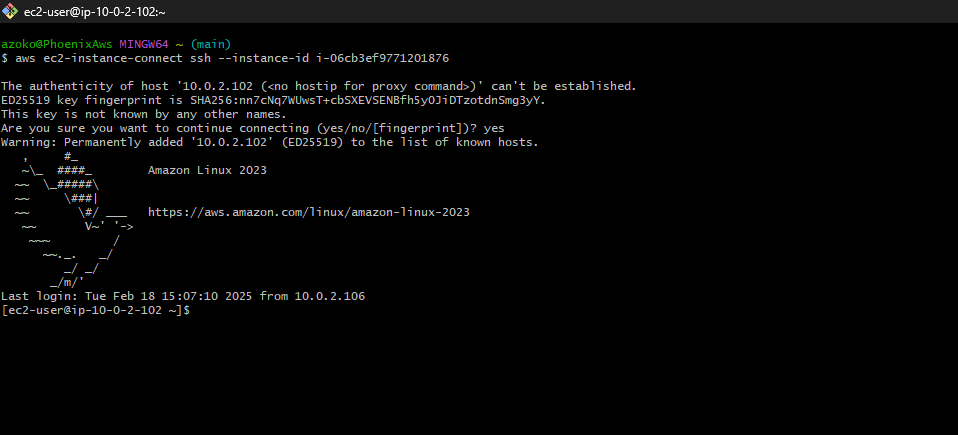 ec2-user@ip-10-0-2-102:~
azoko@PhoenixAws MINGW64 ~ (main)
$ aws ec2-instance-connect ssh --instance-id i-06cb3ef9771201876
The authenticity of host '10.0.2.102 (<no hostip for proxy command>)' can't be established.
ED25519 key fingerprint is SHA256:nn7cNq7WUwsT+cbSXEVSENBfh5yOJiDTzotdnSmg3yY.
This key is not known by any other names.
Are you sure you want to continue connecting (yes/no/[fingerprint])? yes
Warning: Permanently added '10.0.2.102' (ED25519) to the list of known hosts.
   ,     #_
   ~\_  ####_        Amazon Linux 2023
  ~~  \_#####\
  ~~     \###|
  ~~       \#/ ___   https://aws.amazon.com/linux/amazon-linux-2023
   ~~       V~' '->
    ~~~         /
      ~~._.   _/
         _/ _/
       _/m/'
Last login: Tue Feb 18 15:07:10 2025 from 10.0.2.106
[ec2-user@ip-10-0-2-102 ~]$